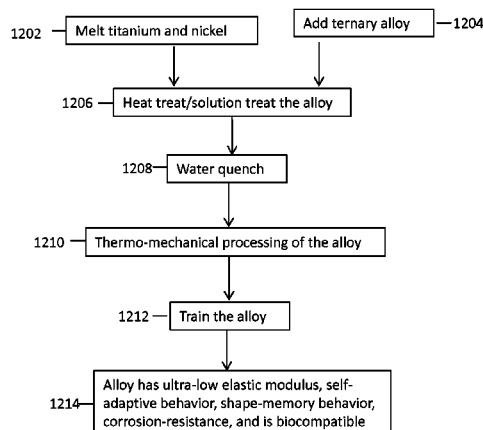 1202
Melt titanium and nickel
Add ternary alloy
1204
1206
Heat treat/solution treat the alloy
1208
Water quench
1210
Thermo-mechanical processing of the alloy
1212
Train the alloy
1214
Alloy has ultra-low elastic modulus, self-
adaptive behavior, shape-memory behavior,
corrosion-resistance, and is biocompatible